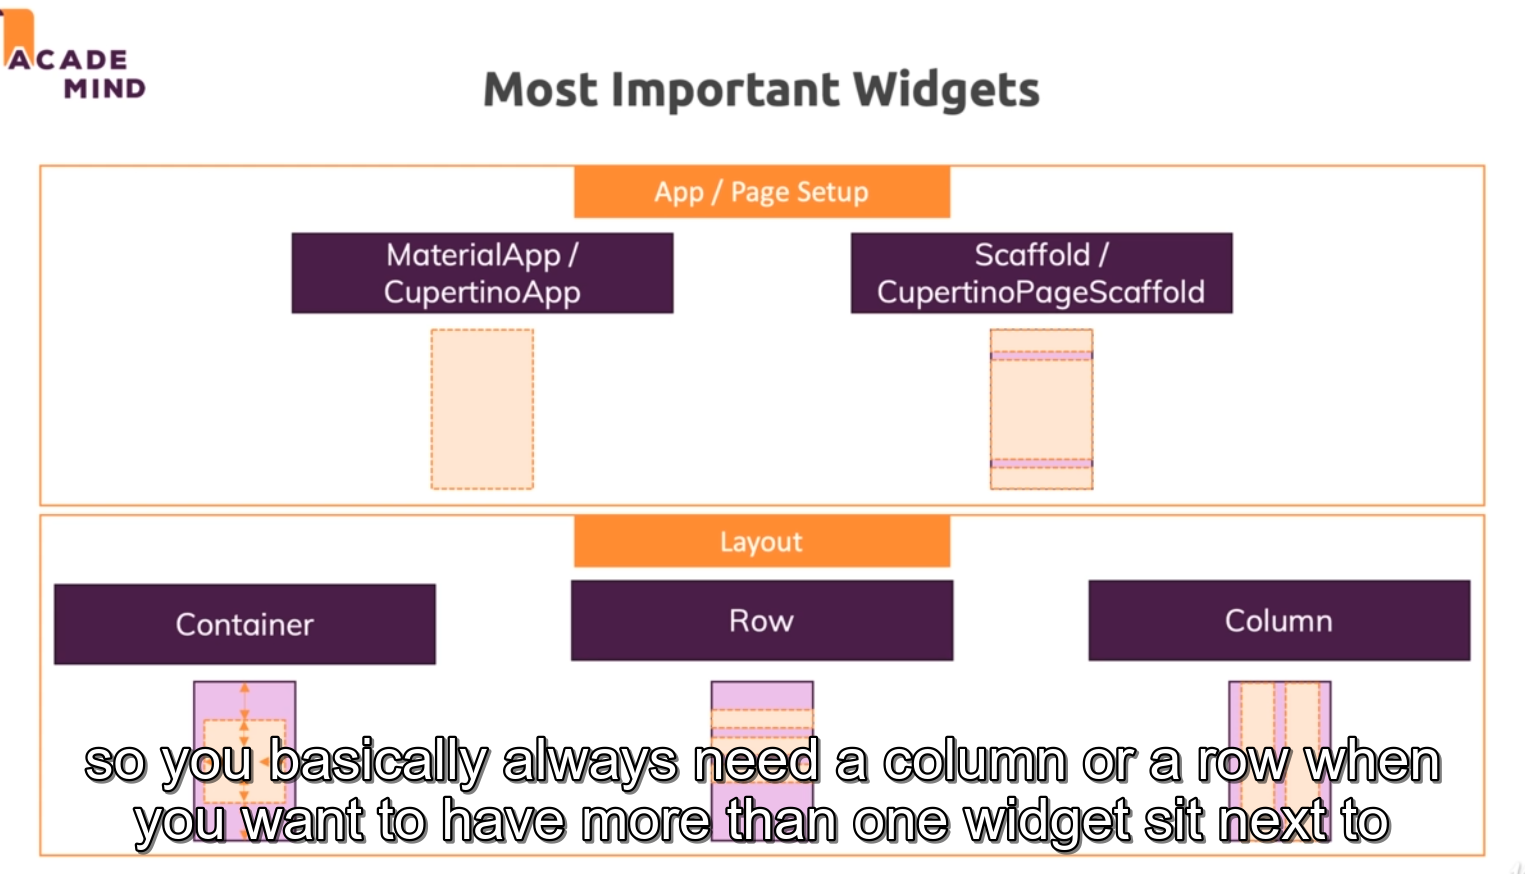 ACADE
MIND
Most Important Widgets
App / Page Setup
MaterialApp /
CupertinoApp
Scaffold /
CupertinoPageScaffold
Layout
Container
Row
Column
so you basically always need a column or a row when
you want to have more than one widget sit next to